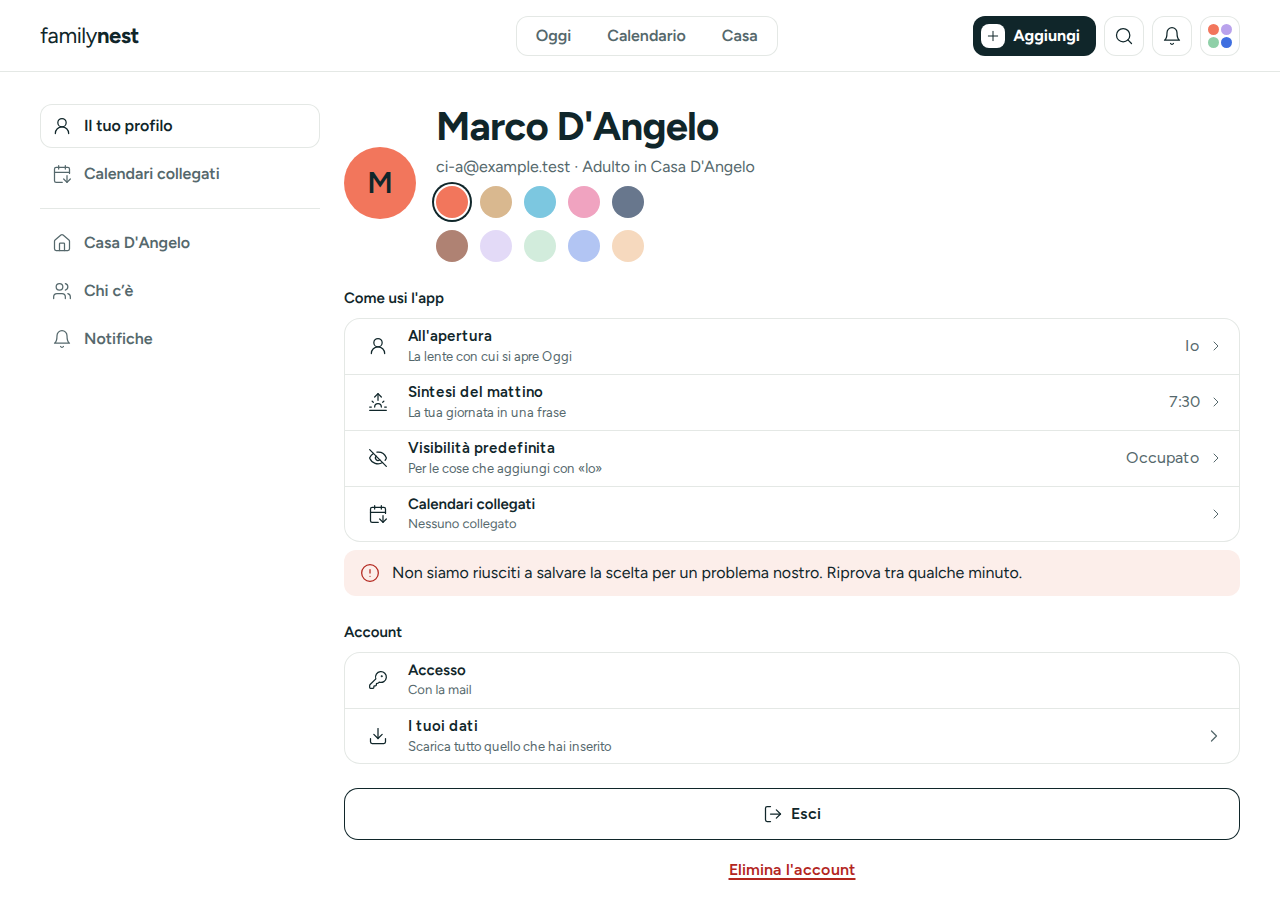 familynest
Oggi
Calendario
Casa
Aggiungi
Il tuo profilo
Calendari collegati
Casa D'Angelo
Chi c’è
Notifiche
Marco D'Angelo
ci-a@example.test · Adulto in Casa D'Angelo
M
Come usi l'app
All'apertura
La lente con cui si apre Oggi
Io
Sintesi del mattino
La tua giornata in una frase
7:30
Visibilità predefinita
Per le cose che aggiungi con «Io»
Occupato
Calendari collegati
Nessuno collegato
Non siamo riusciti a salvare la scelta per un problema nostro. Riprova tra qualche minuto.
Account
Accesso
Con la mail
I tuoi dati
Scarica tutto quello che hai inserito
Esci
Elimina l'account